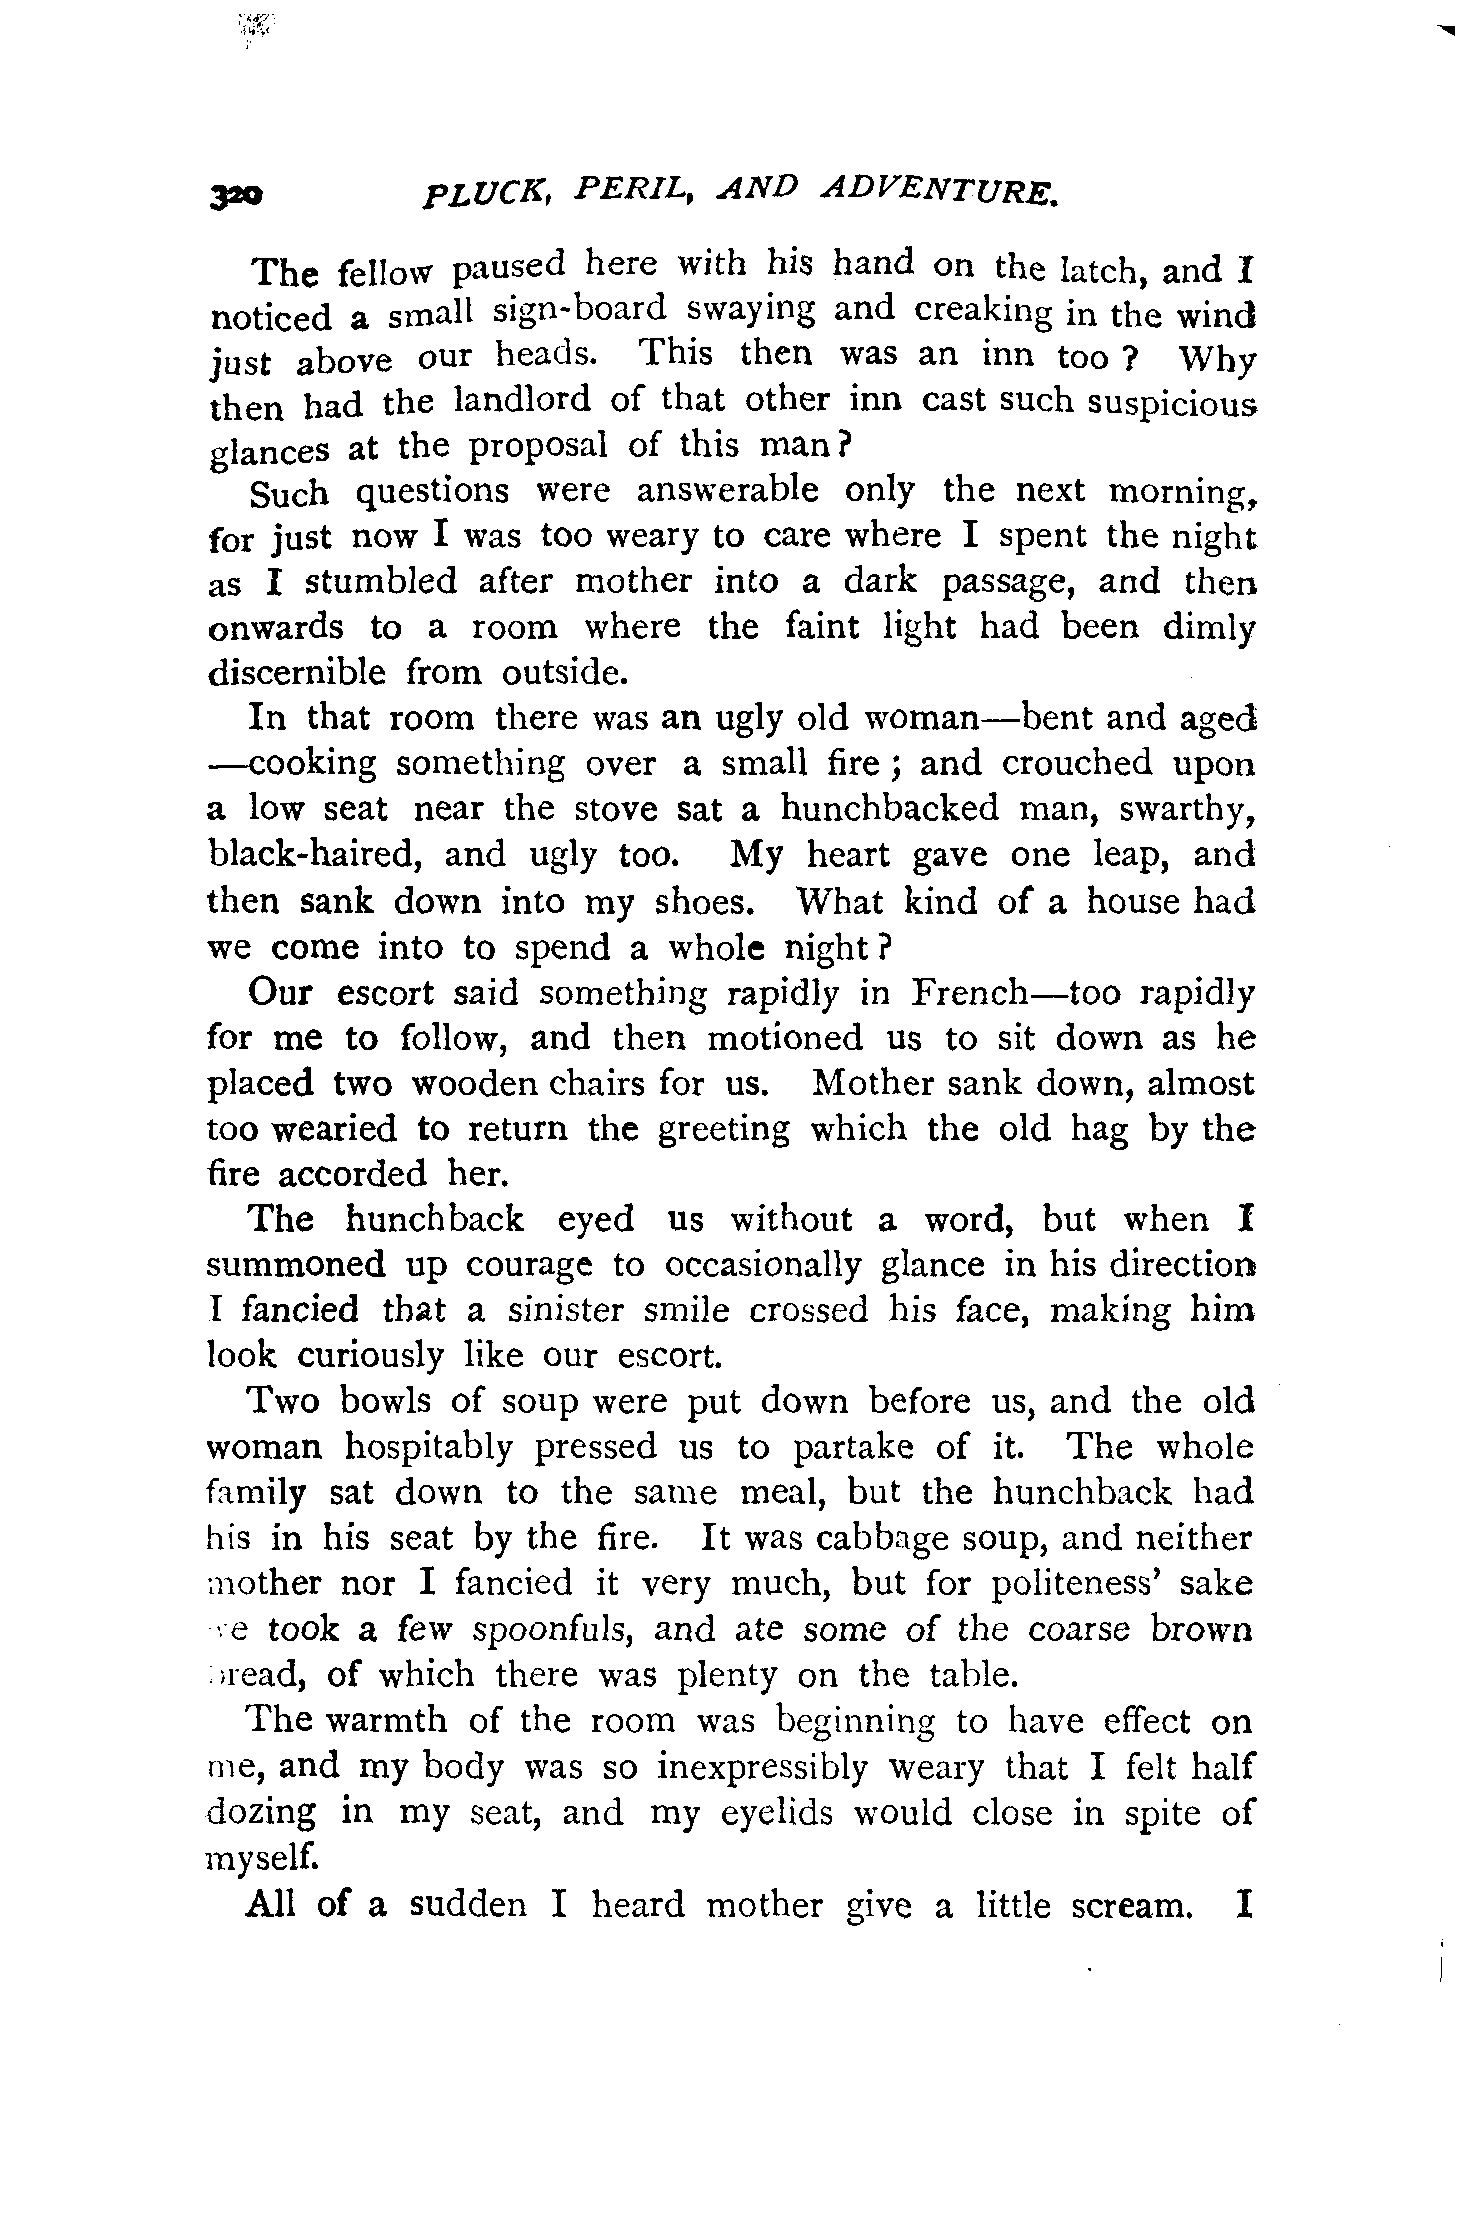 320 PLUCK, PERIL, AND ADVENTURE.
The fellow paused here with his hand on the latch, and I
noticed a small sign-board swaying and creaking in the wind
just above our heads. This then was an inn too ? Why
then had the landlord of that other inn cast such suspicious
glances at the proposal of this man ?
Such questions were answerable only the next morning,
for just now I was too weary to care where I spent the night
as I stumbled after mother into a dark passage, and then
onwards to a room where the faint light had been dimly
discernible from outside.
In that room there was an ugly old woman—bent and aged
—cooking something over a small fire ; and crouched upon
a low seat near the stove sat a hunchbacked man, swarthy,
black-haired, and ugly too. My heart gave one leap, and
then sank down into my shoes. What kind of a house had
we come into to spend a whole night ?
Our escort said something rapidly in French—too rapidly
for me to follow, and then motioned us to sit down as he
placed two wooden chairs for us. Mother sank down, almost
too wearied to return the greeting which the old hag by the
fire accorded her.
The hunchback eyed us without a word, but when I
summoned up courage to occasionally glance in his direction
I fancied that a sinister smile crossed his face, making him
look curiously like our escort.
Two bowls of soup were put down before us, and the old
woman hospitably pressed us to partake of it. The whole
family sat down to the same meal, but the hunchback had
his in his seat by the fire. It was cabbage soup, and neither
mother nor I fancied it very much, but for politeness' sake
we took a few spoonfuls, and ate some of the coarse brown
bread, of which there was plenty on the table.
The warmth of the room was beginning to have effect on
me, and my body was so inexpressibly weary that I felt half
dozing in my seat, and my eyelids would close in spite of
myself.
All of a sudden I heard mother give a little scream. I